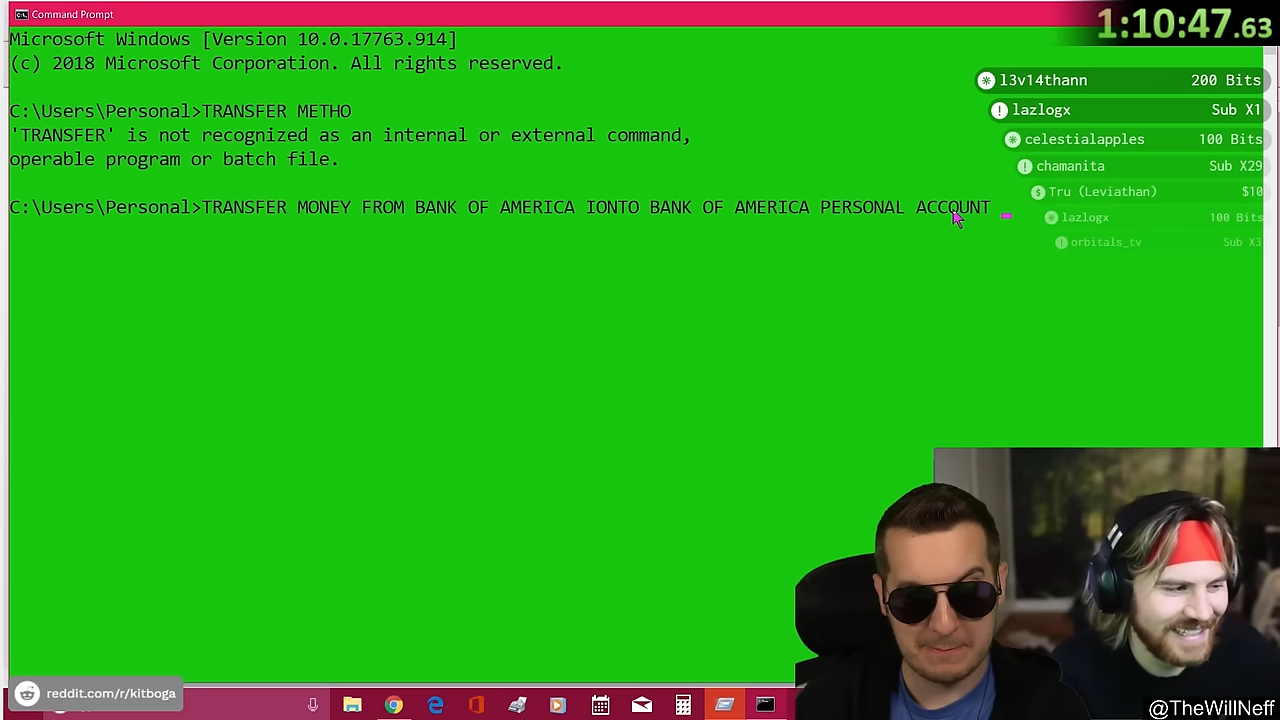 Command Prompt
1:10:47.63
Microsoft Windows [Version 10.0.17763.914]
(c) 2018 Microsoft Corporation. All rights reserved.
l3v14thann 200 Bits
C:\Users\Personal>TRANSFER METHO
lazlogx Sub X1
'TRANSFER' is not recognized as an internal or external command,
celestialapples 100 Bits
operable program or batch file.
chamanita Sub X29
Tru (Leviathan) $10
C:\Users\Personal>TRANSFER MONEY FROM BANK OF AMERICA IONTO BANK OF AMERICA PERSONAL ACCOUNT
lazlogx 100 Bits
orbitals_tv Sub X3
reddit.com/r/kitboga
@TheWillNeff